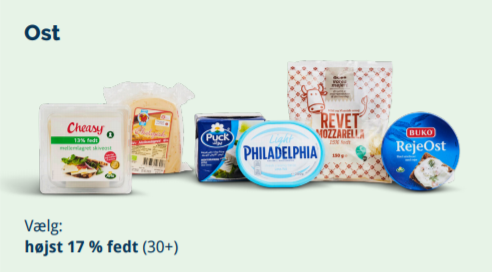 Ost
Cheasy
13% fedt
mellemlagret skiveost
Puck
Light
PHILADELPHIA
REVET
MOZZARELLA
BUKO
RejeOst
Vælg:
højst 17 % fedt (30+)